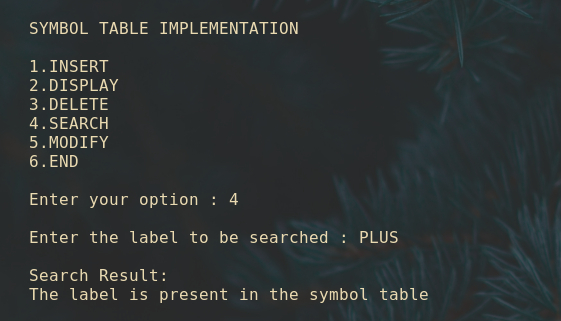 SYMBOL TABLE IMPLEMENTATION
1.INSERT
2.DISPLAY
3.DELETE
4.SEARCH
5.MODIFY
6.END
Enter your option : 4
Enter the label to be searched : PLUS
Search Result:
The label is present in the symbol table